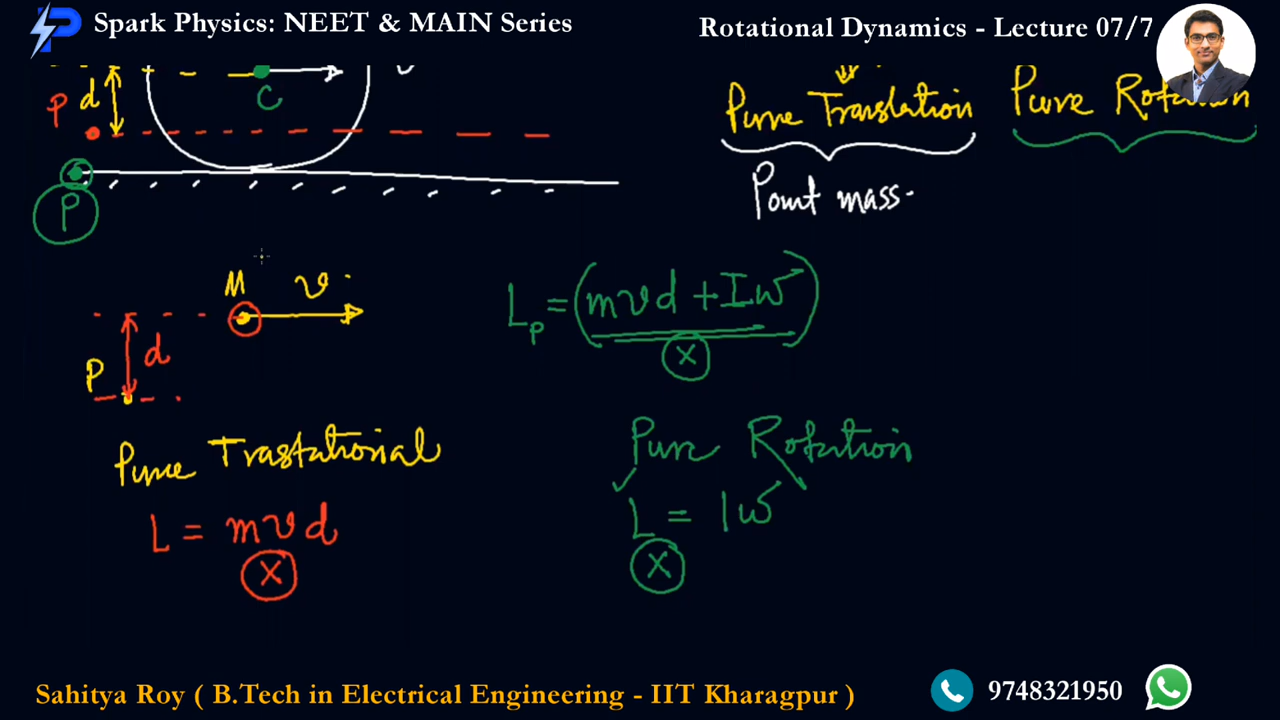 Spark Physics: NEET & MAIN Series
Rotational Dynamics - Lecture 07/7
v
d
C
P
P
Pure Translation
Pure Rotation
Point mass.
M v
d
P
L_P = (mvd + Iω)
X
Pure Trastational
L = mvd
X
Pure Rotation
L = Iω
X
Sahitya Roy ( B.Tech in Electrical Engineering - IIT Kharagpur )
9748321950